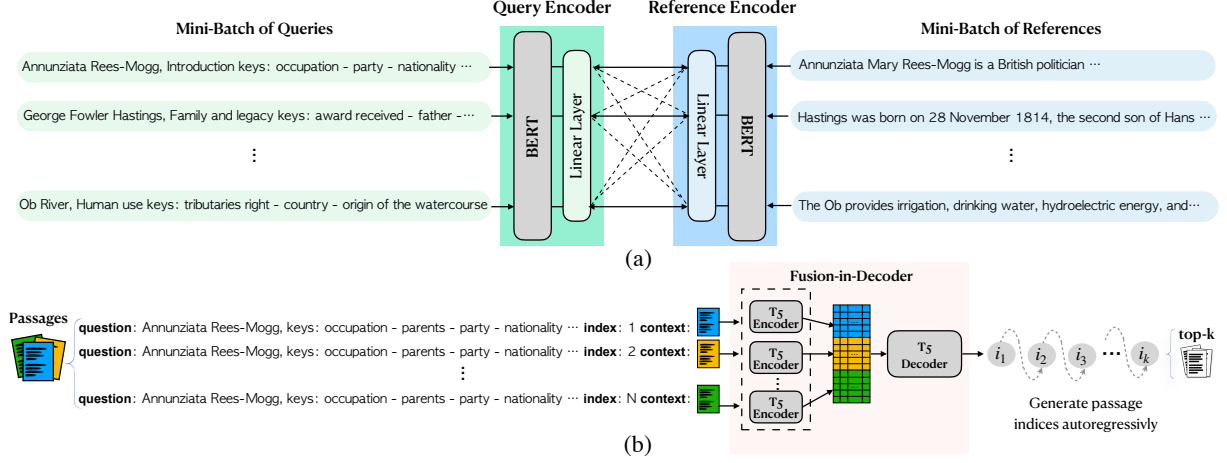 Query Encoder
Reference Encoder
Mini-Batch of Queries
Mini-Batch of References
Annunziata Rees-Mogg, Introduction keys: occupation - party - nationality ···
George Fowler Hastings, Family and legacy keys: award received - father -···
⋮
Ob River, Human use keys: tributaries right - country - origin of the watercourse
BERT
Linear Layer
Linear Layer
BERT
Annunziata Mary Rees-Mogg is a British politician ···
Hastings was born on 28 November 1814, the second son of Hans ···
⋮
The Ob provides irrigation, drinking water, hydroelectric energy, and···
(a)
Fusion-in-Decoder
Passages
question: Annunziata Rees-Mogg, keys: occupation - parents - party - nationality ··· index: 1 context:
question: Annunziata Rees-Mogg, keys: occupation - parents - party - nationality ··· index: 2 context:
⋮
question: Annunziata Rees-Mogg, keys: occupation - parents - party - nationality ··· index: N context:
T5
Encoder
T5
Encoder
⋮
T5
Encoder
T5
Decoder
i1 i2 i3 ··· ik
top-k
Generate passage
indices autoregressivly
(b)